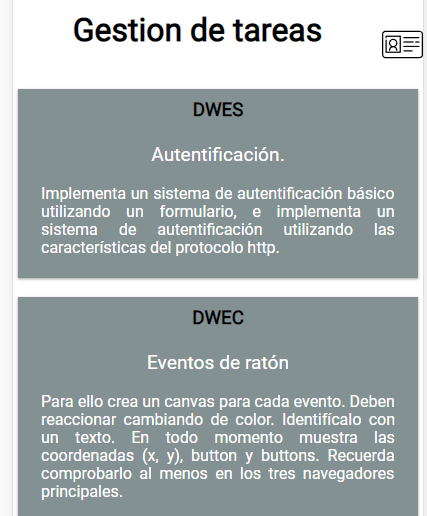 Gestion de tareas
DWES
Autentificación.
Implementa un sistema de autentificación básico
utilizando un formulario, e implementa un
sistema de autentificación utilizando las
características del protocolo http.
DWEC
Eventos de ratón
Para ello crea un canvas para cada evento. Deben
reaccionar cambiando de color. Identifícalo con
un texto. En todo momento muestra las
coordenadas (x, y), button y buttons. Recuerda
comprobarlo al menos en los tres navegadores
principales.